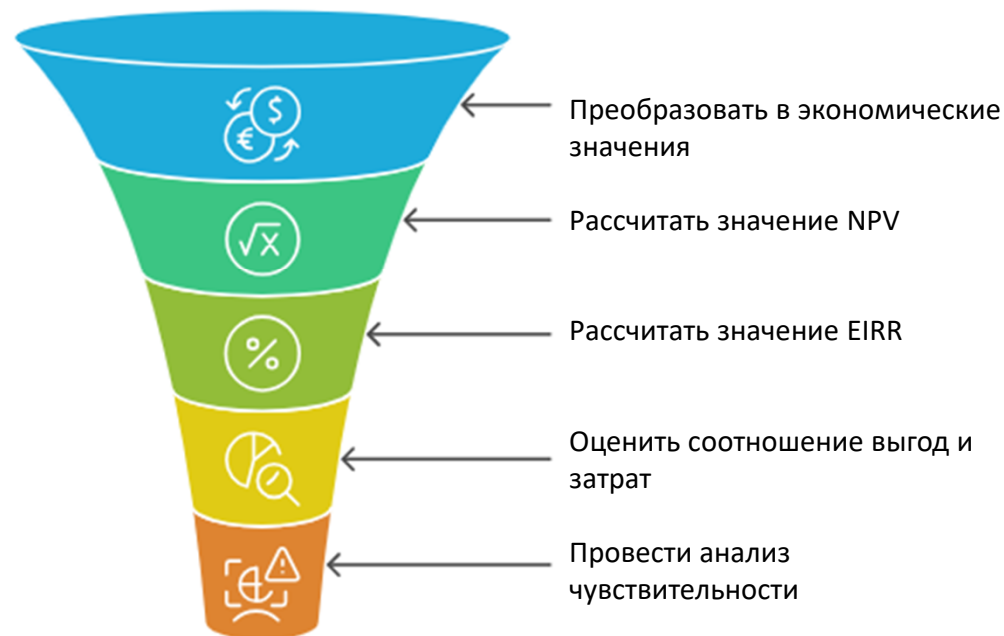 $
€
Преобразовать в экономические
значения
√x
Рассчитать значение NPV
%
Рассчитать значение EIRR
Оценить соотношение выгод и
затрат
Провести анализ
чувствительности